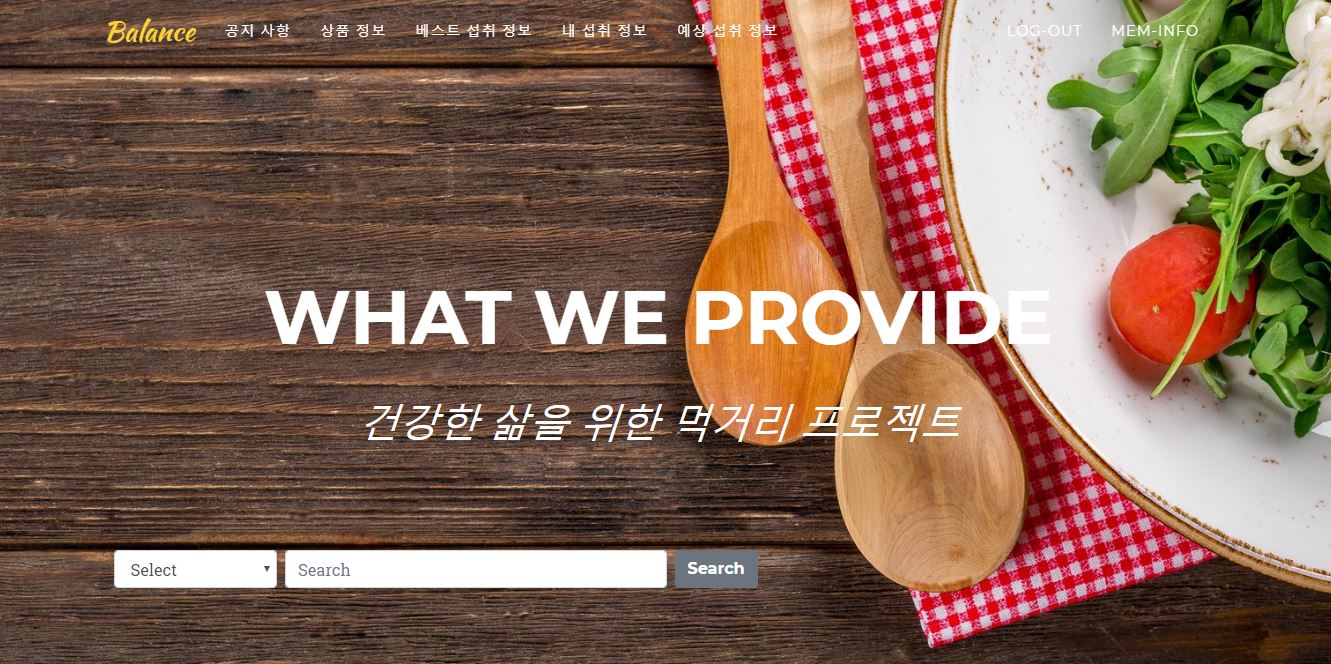 Balance 공지 사항 상품 정보 베스트 섭취 정보 내 섭취 정보 예상 섭취 정보 LOG-OUT MEM-INFO
WHAT WE PROVIDE
건강한 삶을 위한 먹거리 프로젝트
Select Search Search